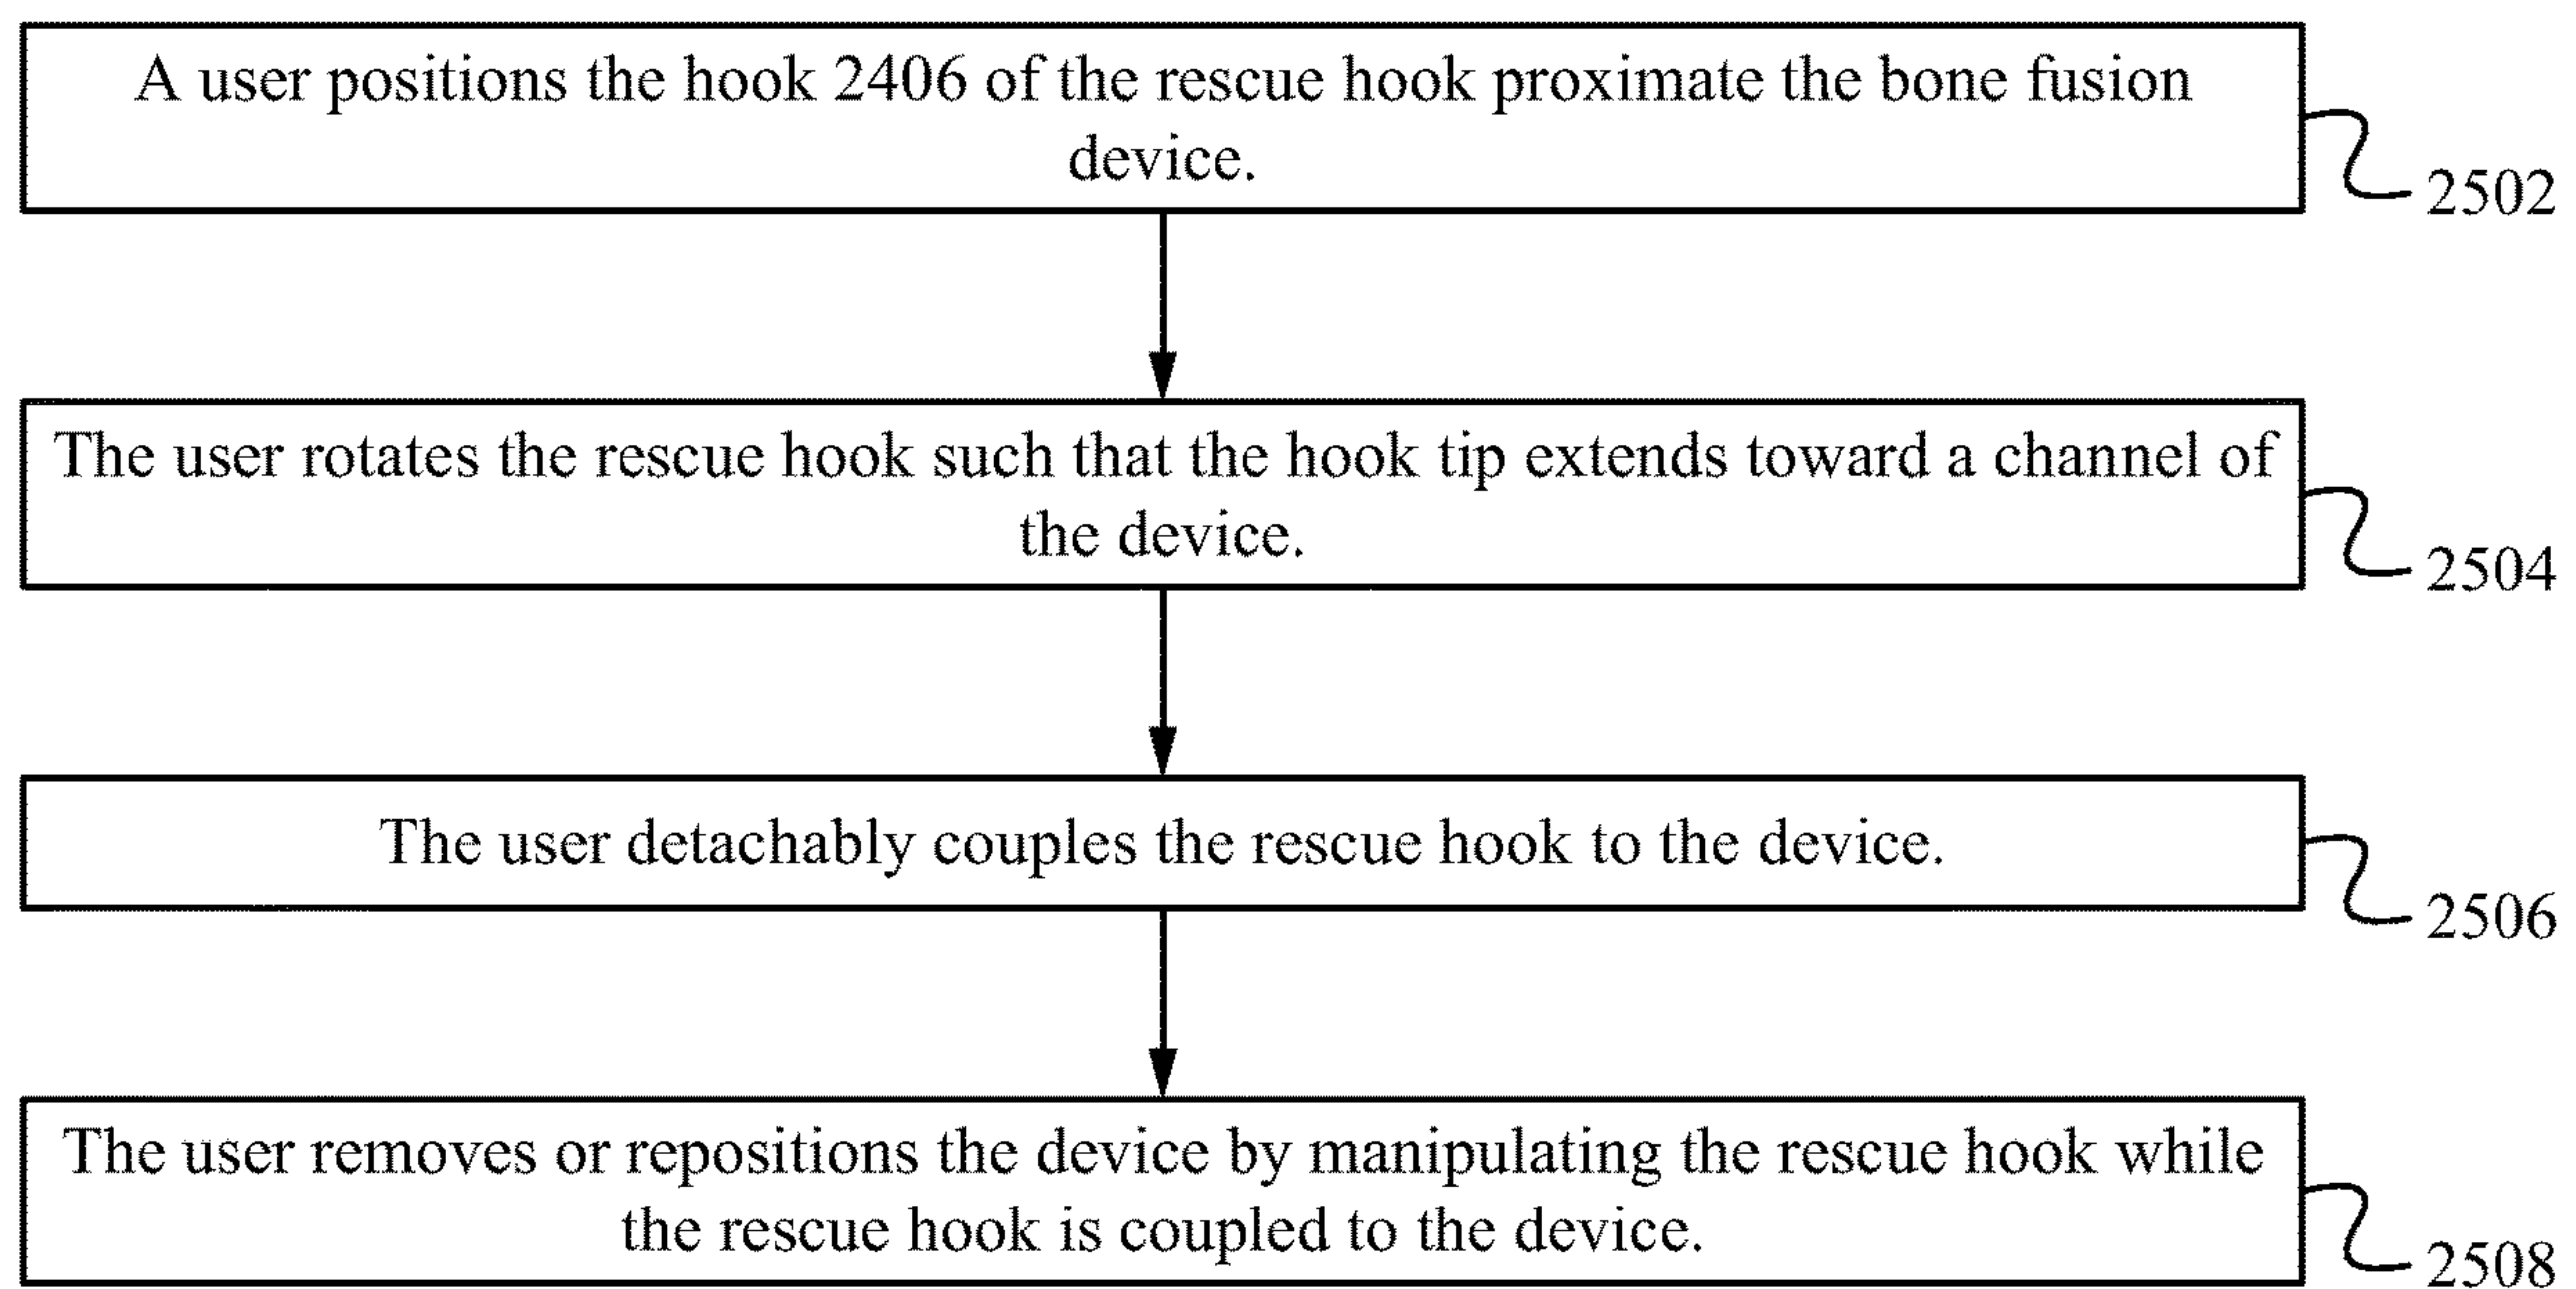 A user positions the hook 2406 of the rescue hook proximate the bone fusion
device.
2502
The user rotates the rescue hook such that the hook tip extends toward a channel of
the device.
2504
The user detachably couples the rescue hook to the device.
2506
The user removes or repositions the device by manipulating the rescue hook while
the rescue hook is coupled to the device.
2508